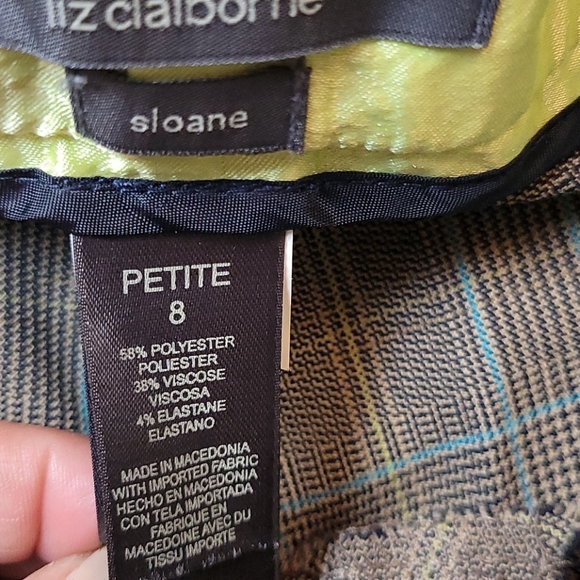 liz claiborne
sloane
PETITE
8
58% POLYESTER
POLIESTER
38% VISCOSE
VISCOSA
4% ELASTANE
ELASTANO
MADE IN MACEDONIA
WITH IMPORTED FABRIC
HECHO EN MACEDONIA
CON TELA IMPORTADA
FABRIQUE EN
MACEDOINE AVEC DU
TISSU IMPORTE